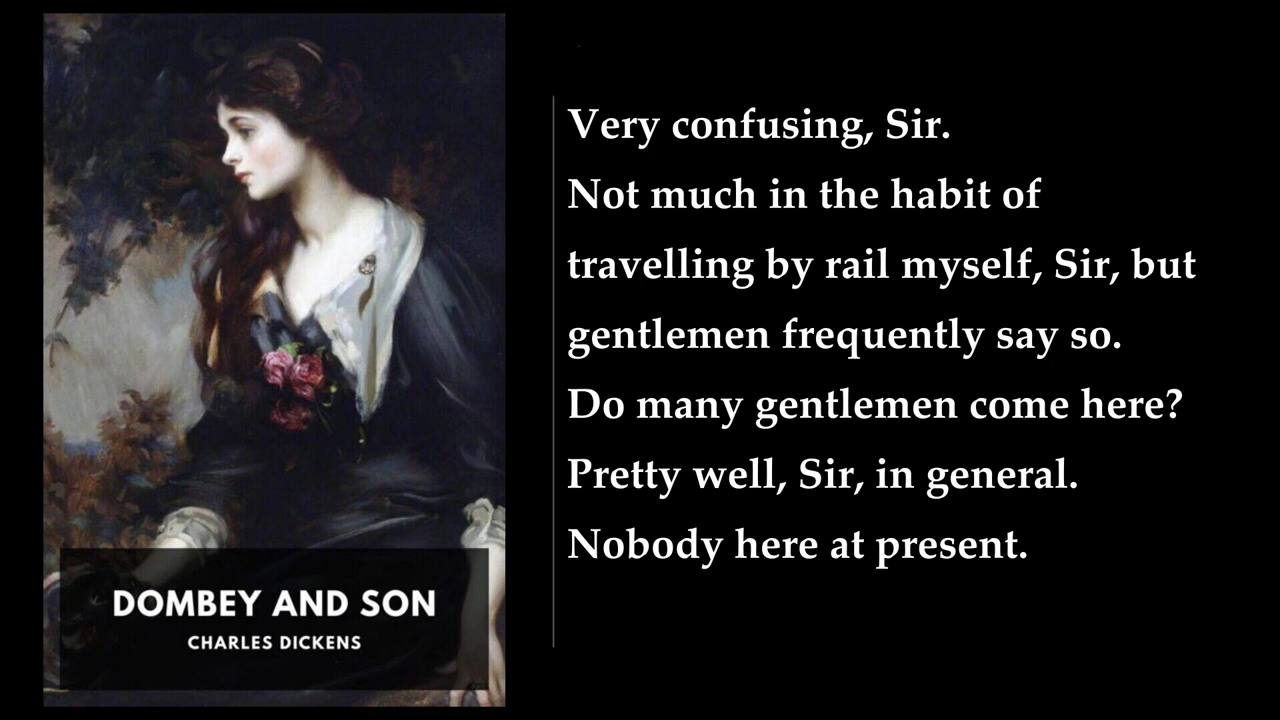 DOMBEY AND SON
CHARLES DICKENS
Very confusing, Sir.
Not much in the habit of
travelling by rail myself, Sir, but
gentlemen frequently say so.
Do many gentlemen come here?
Pretty well, Sir, in general.
Nobody here at present.